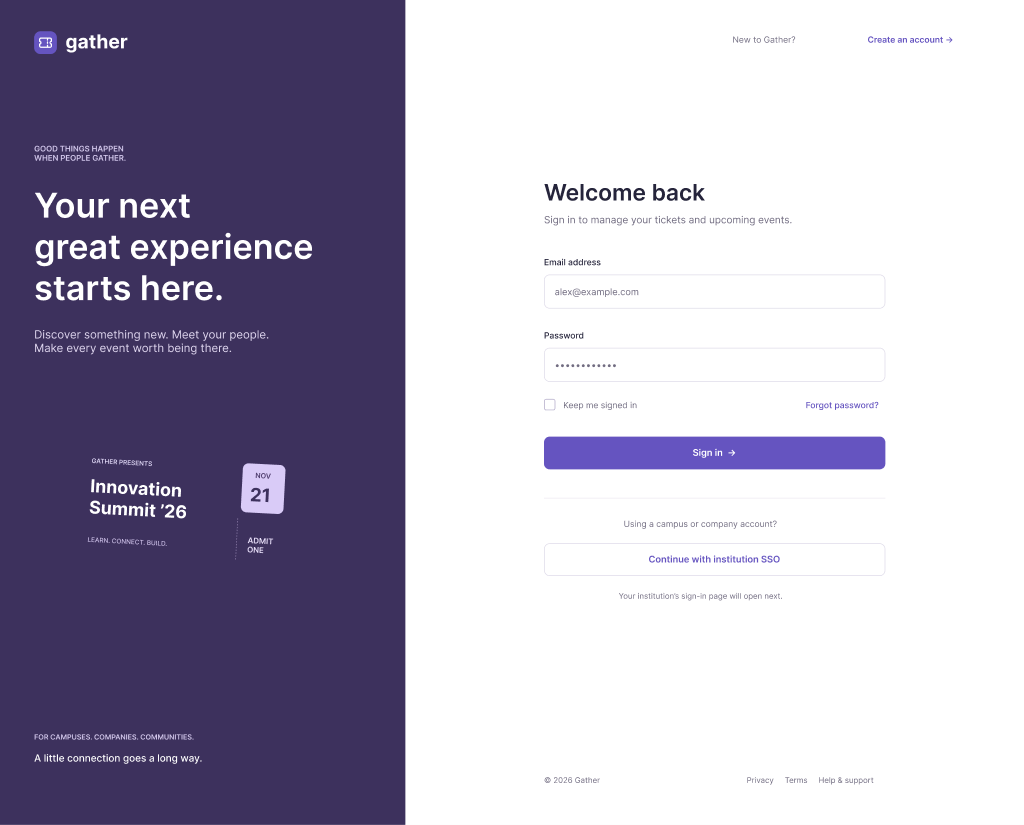 gather
GOOD THINGS HAPPEN
WHEN PEOPLE GATHER.
Your next
great experience
starts here.
Discover something new. Meet your people.
Make every event worth being there.
GATHER PRESENTS
Innovation
Summit ’26
LEARN. CONNECT. BUILD.
NOV
21
ADMIT
ONE
FOR CAMPUSES. COMPANIES. COMMUNITIES.
A little connection goes a long way.
New to Gather?
Create an account →
Welcome back
Sign in to manage your tickets and upcoming events.
Email address
alex@example.com
Password
••••••••••••
Keep me signed in
Forgot password?
Sign in →
Using a campus or company account?
Continue with institution SSO
Your institution’s sign-in page will open next.
© 2026 Gather
Privacy Terms Help & support